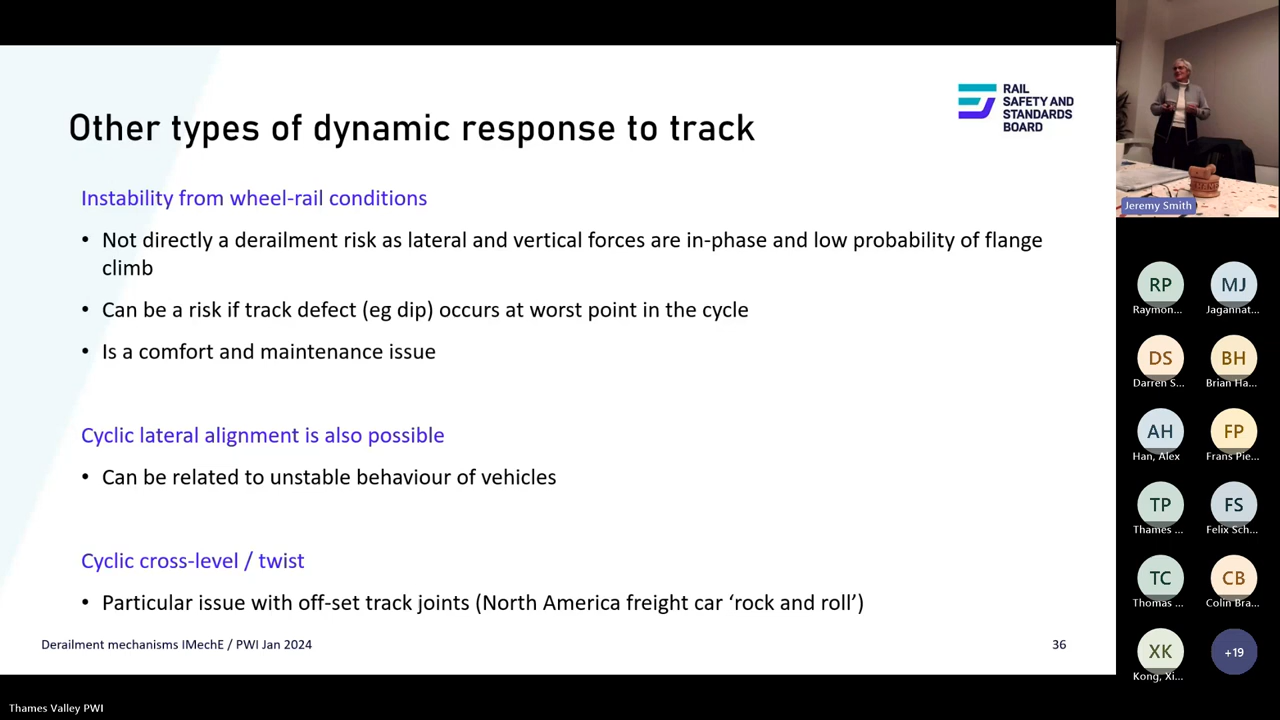 Other types of dynamic response to track
RAIL
SAFETY AND
STANDARDS
BOARD
Instability from wheel-rail conditions
• Not directly a derailment risk as lateral and vertical forces are in-phase and low probability of flange
climb
• Can be a risk if track defect (eg dip) occurs at worst point in the cycle
• Is a comfort and maintenance issue
Cyclic lateral alignment is also possible
• Can be related to unstable behaviour of vehicles
Cyclic cross-level / twist
• Particular issue with off-set track joints (North America freight car ‘rock and roll’)
Derailment mechanisms IMechE / PWI Jan 2024
36
Jeremy Smith
RP
Raymon...
MJ
Jagannat...
DS
Darren S...
BH
Brian Ha...
AH
Han, Alex
FP
Frans Pie...
TP
Thames ...
FS
Felix Sch...
TC
Thomas ...
CB
Colin Bra...
XK
Kong, Xi...
+19
Thames Valley PWI